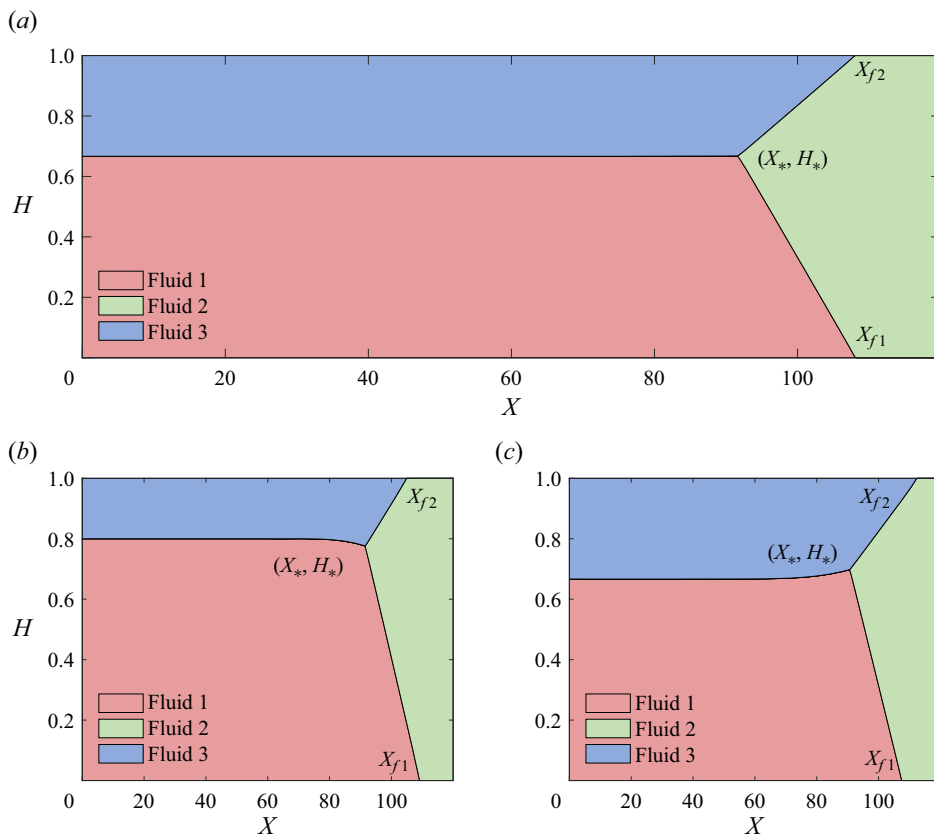 (a)
1.0
X_{f2}
0.8
(X_*, H_*)
0.6
H
0.4
Fluid 1
0.2
Fluid 2
Fluid 3
X_{f1}
0 20 40 60 80 100
X
(b)
1.0
X_{f2}
0.8
(X_*, H_*)
0.6
H
0.4
0.2
Fluid 1
Fluid 2
Fluid 3
X_{f1}
0 20 40 60 80 100
X
(c)
1.0
X_{f2}
0.8
(X_*, H_*)
0.6
0.4
0.2
Fluid 1
Fluid 2
Fluid 3
X_{f1}
0 20 40 60 80 100
X